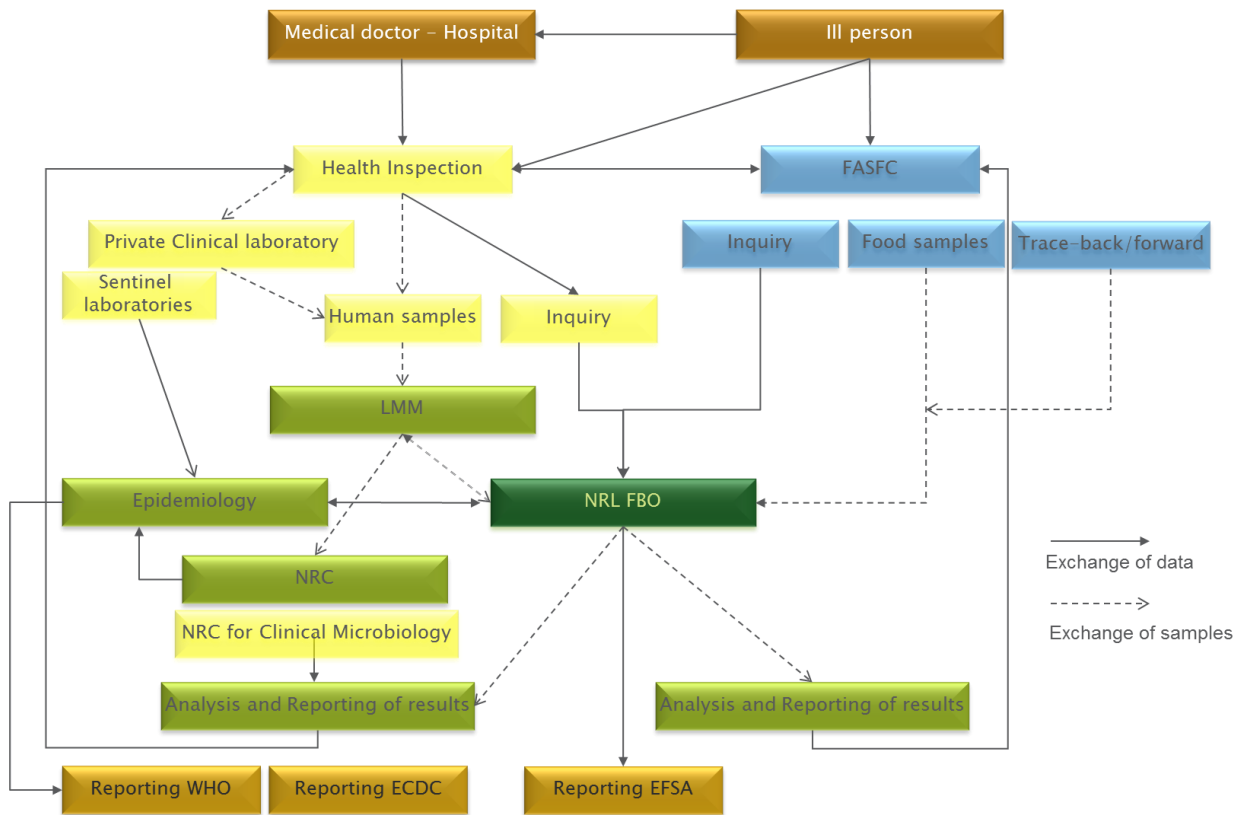 Medical doctor – Hospital
Ill person
Health Inspection
FASFC
Private Clinical laboratory
Inquiry
Food samples
Trace-back/forward
Sentinel
laboratories
Human samples
Inquiry
LMM
Epidemiology
NRL FBO
Exchange of data
NRC
Exchange of samples
NRC for Clinical Microbiology
Analysis and Reporting of results
Analysis and Reporting of results
Reporting WHO
Reporting ECDC
Reporting EFSA